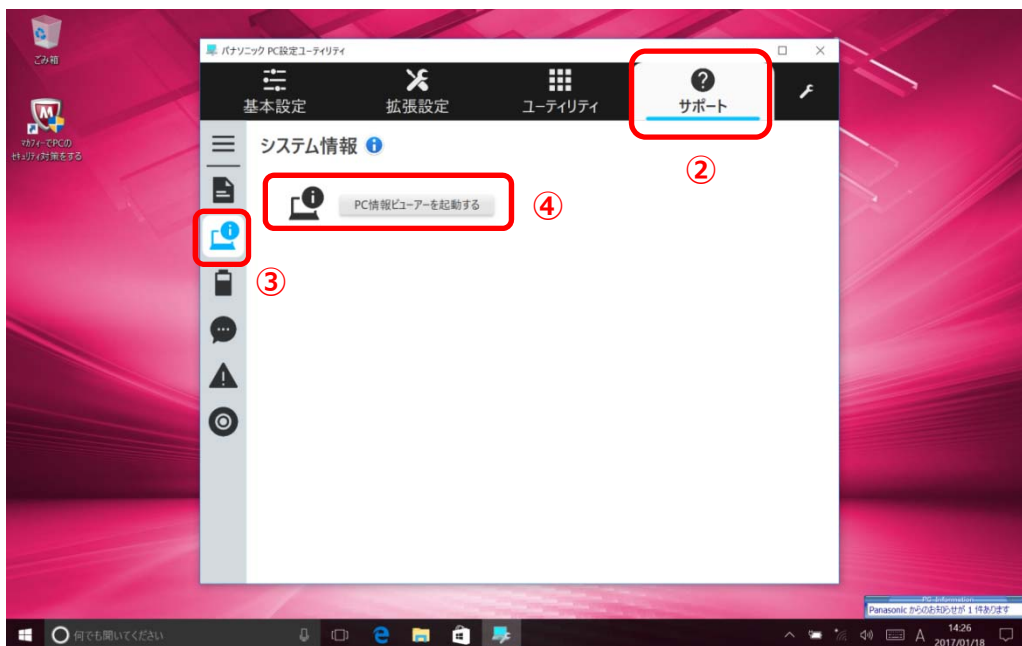 ごみ箱
マカフィーでPCの
セキュリティ対策をする
パナソニック PC設定ユーティリティ
基本設定
拡張設定
ユーティリティ
サポート
②
システム情報
PC情報ビューアーを起動する
④
③
PC Information
Panasonic からのお知らせが 1 件あります
何でも聞いてください
A
14:26
2017/01/18